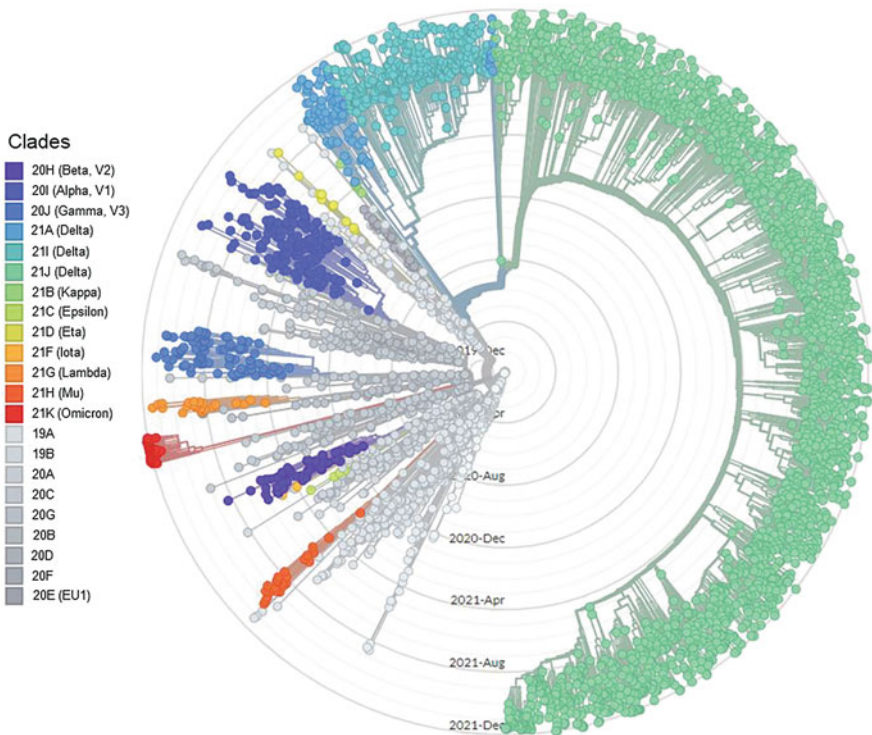 Clades
20H (Beta, V2)
20I (Alpha, V1)
20J (Gamma, V3)
21A (Delta)
21I (Delta)
21J (Delta)
21B (Kappa)
21C (Epsilon)
21D (Eta)
21F (Iota)
21G (Lambda)
21H (Mu)
21K (Omicron)
19A
19B
20A
20C
20G
20B
20D
20F
20E (EU1)
2020-Dec
2021-Apr
2021-Aug
2021-Dec